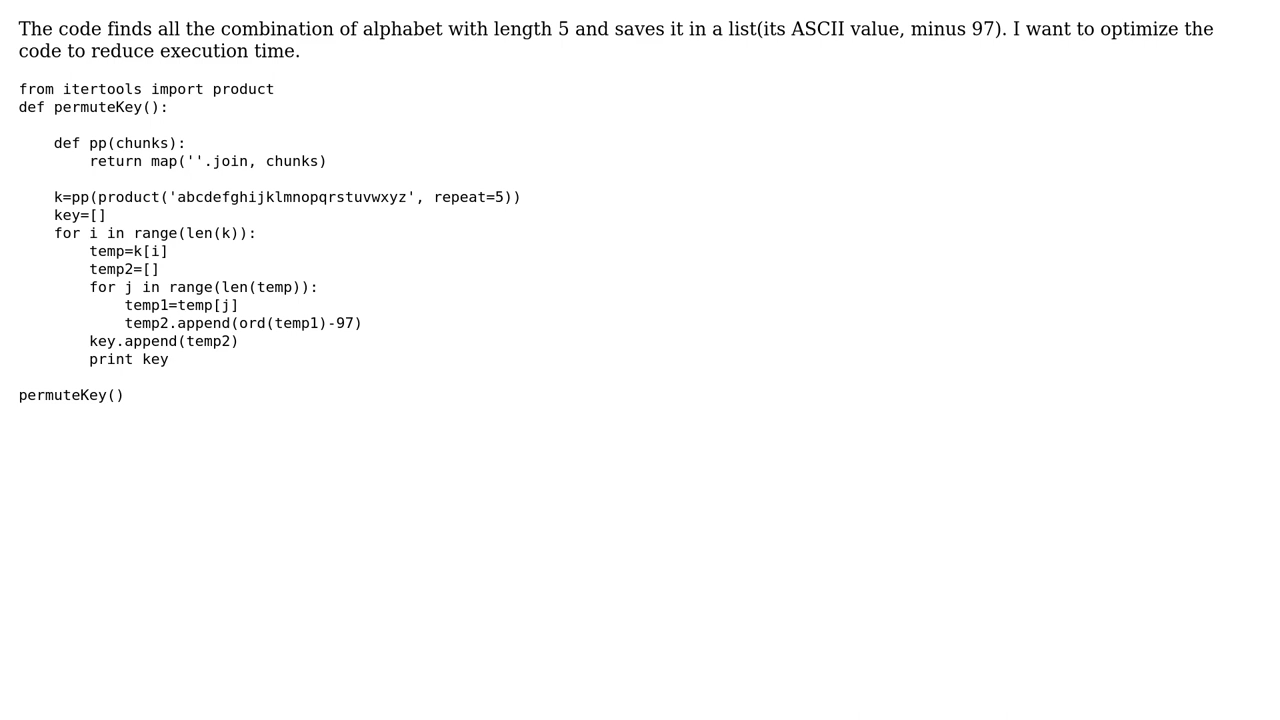 The code finds all the combination of alphabet with length 5 and saves it in a list(its ASCII value, minus 97). I want to optimize the
code to reduce execution time.
from itertools import product
def permuteKey():
    def pp(chunks):
        return map(''.join, chunks)
    k=pp(product('abcdefghijklmnopqrstuvwxyz', repeat=5))
    key=[]
    for i in range(len(k)):
        temp=k[i]
        temp2=[]
        for j in range(len(temp)):
            temp1=temp[j]
            temp2.append(ord(temp1)-97)
        key.append(temp2)
        print key
permuteKey()